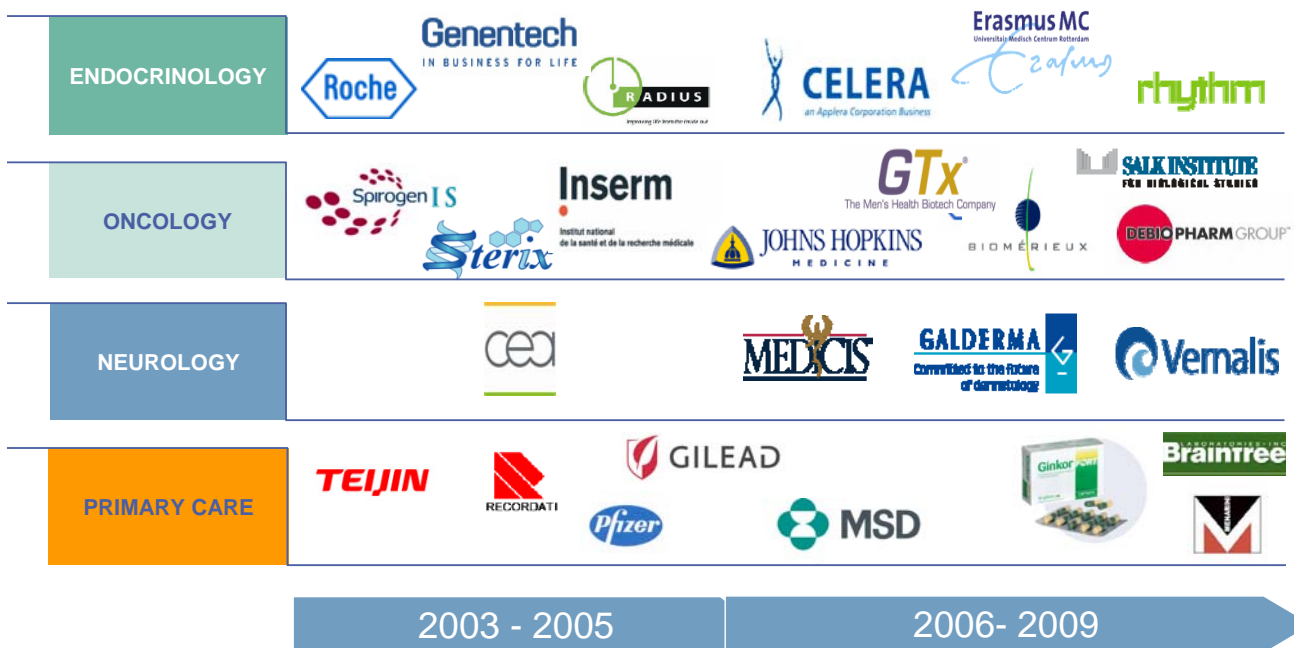 ENDOCRINOLOGY
Roche
Genentech
IN BUSINESS FOR LIFE
RADIUS
CELERA
an Applera Corporation Business
Erasmus MC
Universitair Medisch Centrum Rotterdam
Erasmus
rhythm
ONCOLOGY
Spirogen
IS
Sterix
Inserm
Institut national
de la santé et de la recherche médicale
JOHNS HOPKINS
MEDICINE
GTx
The Men's Health Biotech Company
BIOMÉRIEUX
SALK INSTITUTE
FOR BIOLOGICAL STUDIES
DEBIOPHARM GROUP
NEUROLOGY
cea
MEDICIS
GALDERMA
Committed to the future
of dermatology
Vernalis
PRIMARY CARE
TEIJIN
RECORDATI
GILEAD
Pfizer
MSD
Ginkor
LABORATORIES-INC
Braintree
MENARINI
2003 - 2005
2006- 2009